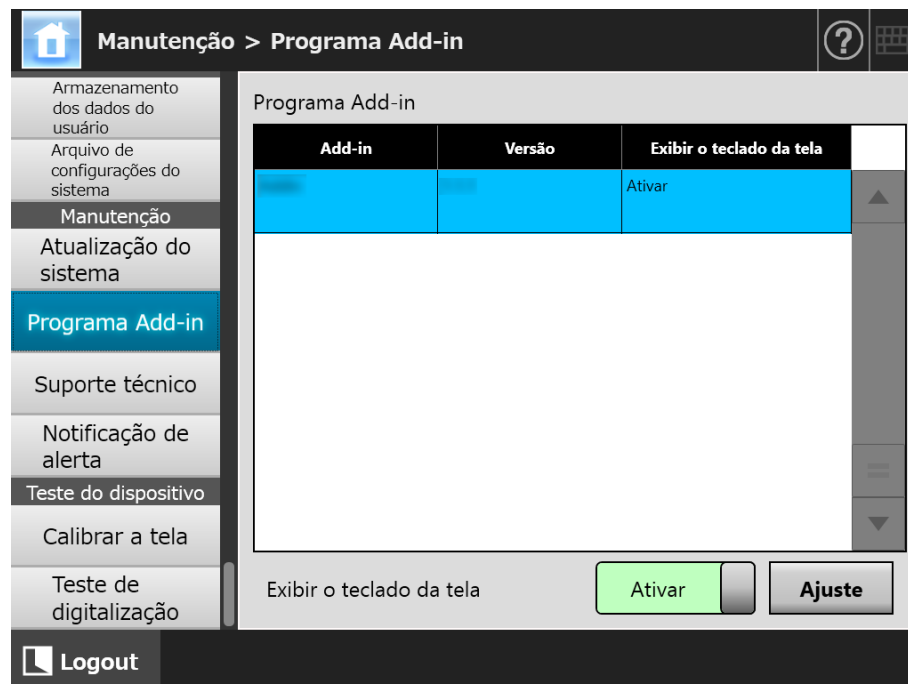 Manutenção > Programa Add-in
?
Armazenamento
dos dados do
usuário
Arquivo de
configurações do
sistema
Manutenção
Atualização do
sistema
Programa Add-in
Suporte técnico
Notificação de
alerta
Teste do dispositivo
Calibrar a tela
Teste de
digitalização
Programa Add-in
Add-in Versão Exibir o teclado da tela
Ativar
Exibir o teclado da tela Ativar Ajuste
Logout